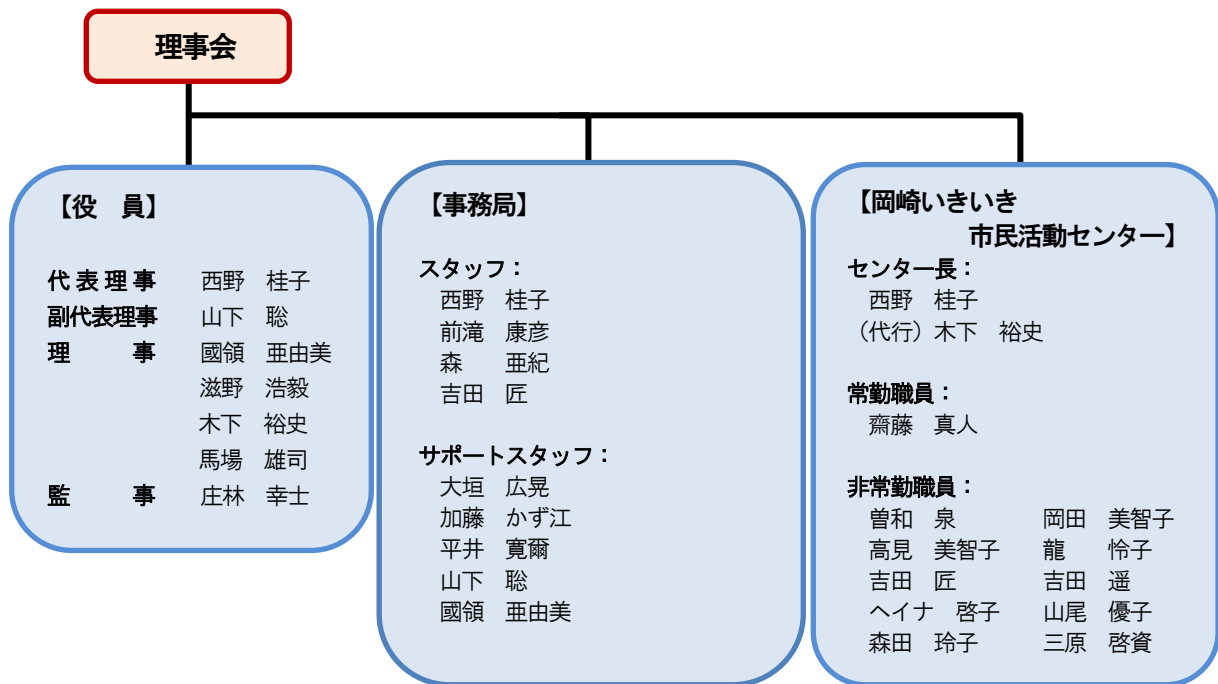 理事会
【役　員】
代表理事　西野　桂子
副代表理事　山下　聡
理　　事　國領　亜由美
滋野　浩毅
木下　裕史
馬場　雄司
監　　事　庄林　幸士
【事務局】
スタッフ：
西野　桂子
前滝　康彦
森　　亜紀
吉田　匠
サポートスタッフ：
大垣　広晃
加藤　かず江
平井　寛爾
山下　聡
國領　亜由美
【岡崎いきいき
市民活動センター】
センター長：
西野　桂子
（代行）木下　裕史
常勤職員：
齋藤　真人
非常勤職員：
曽和　泉　　岡田　美智子
高見　美智子　　龍　　怜子
吉田　匠　　吉田　遥
ヘイナ　啓子　　山尾　優子
森田　玲子　　三原　啓資